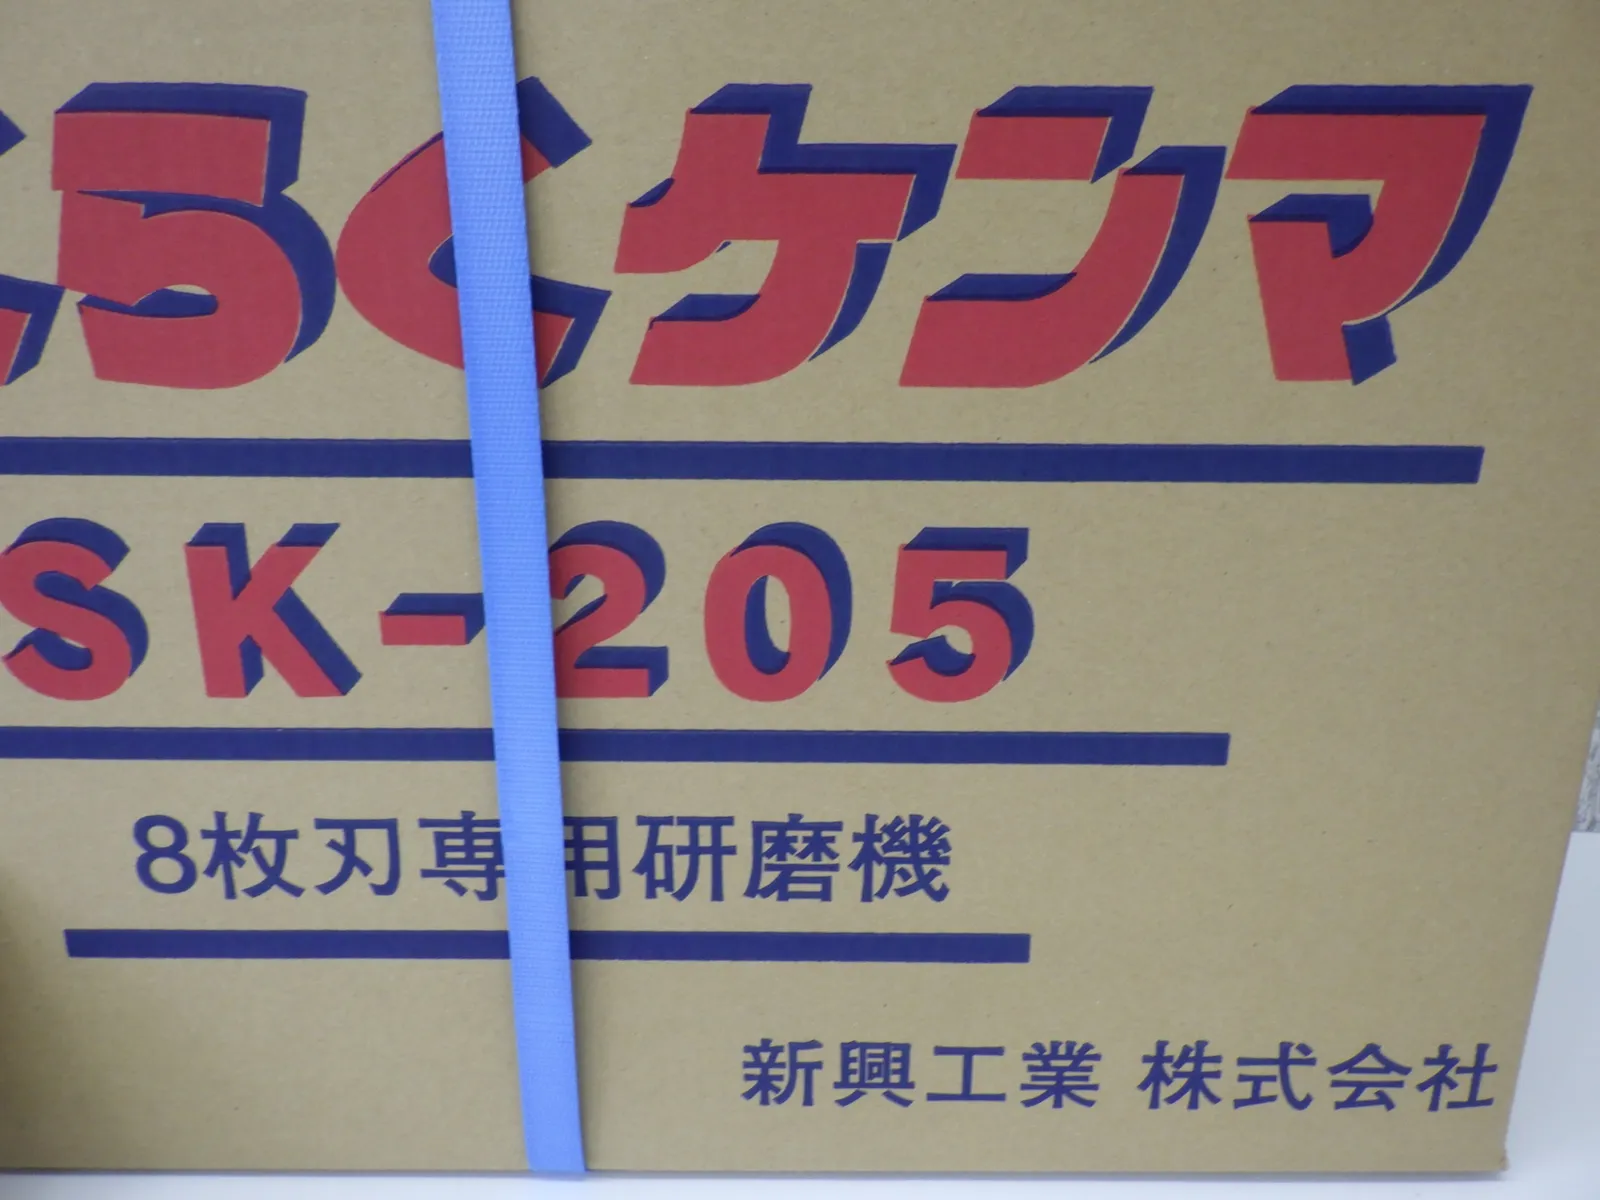 らくケンマ
SK-205
8枚刃専用研磨機
新興工業 株式会社